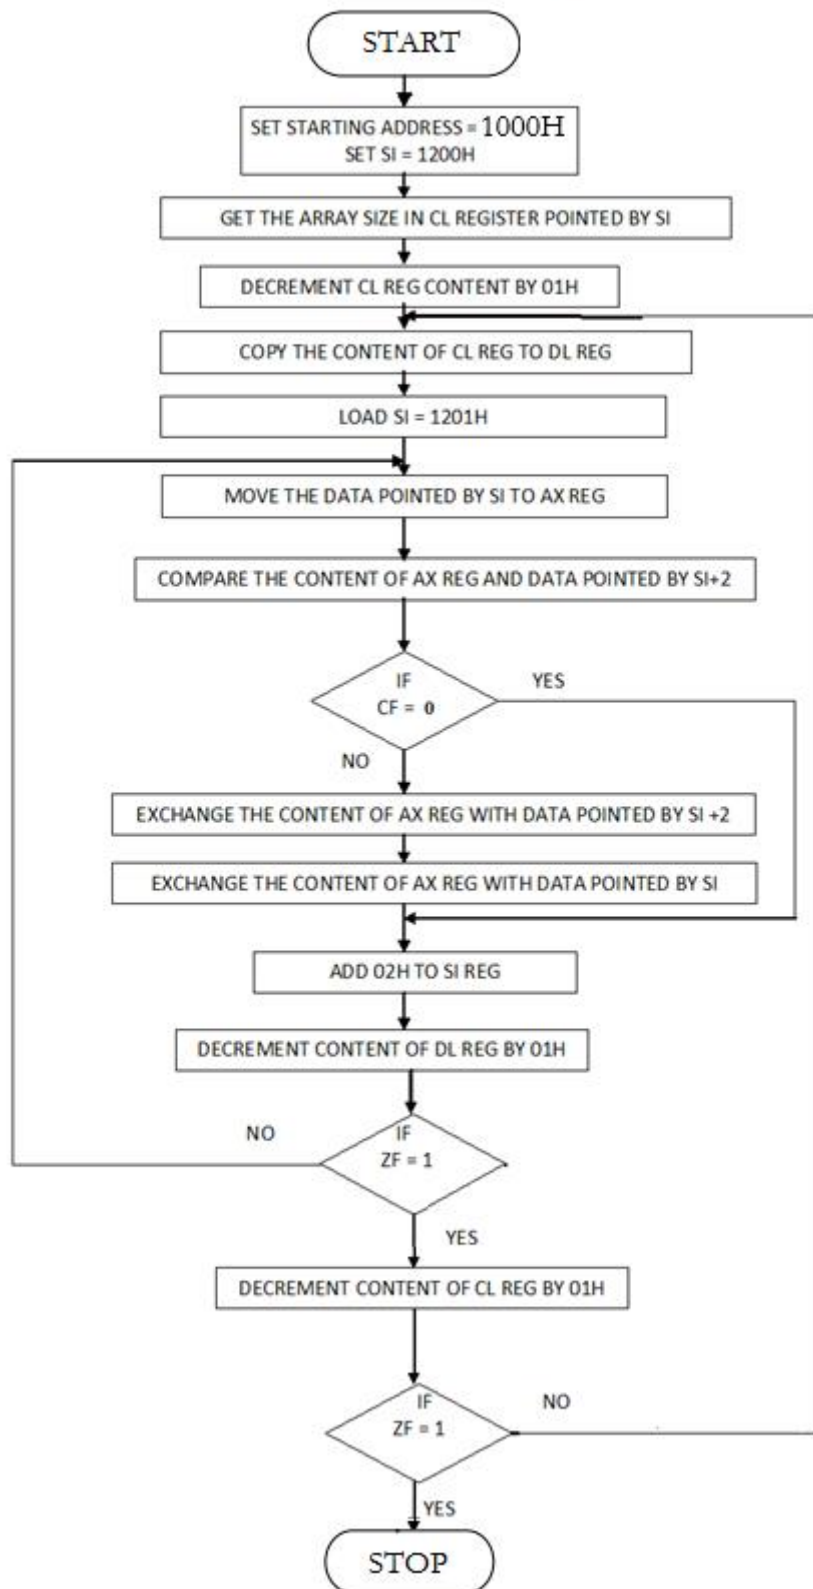 START
SET STARTING ADDRESS = 1000H
SET SI = 1200H
GET THE ARRAY SIZE IN CL REGISTER POINTED BY SI
DECREMENT CL REG CONTENT BY 01H
COPY THE CONTENT OF CL REG TO DL REG
LOAD SI = 1201H
MOVE THE DATA POINTED BY SI TO AX REG
COMPARE THE CONTENT OF AX REG AND DATA POINTED BY SI+2
IF
YES
CF = 0
NO
EXCHANGE THE CONTENT OF AX REG WITH DATA POINTED BY SI +2
EXCHANGE THE CONTENT OF AX REG WITH DATA POINTED BY SI
ADD 02H TO SI REG
DECREMENT CONTENT OF DL REG BY 01H
NO
IF
ZF = 1
YES
DECREMENT CONTENT OF CL REG BY 01H
IF
NO
ZF = 1
YES
STOP